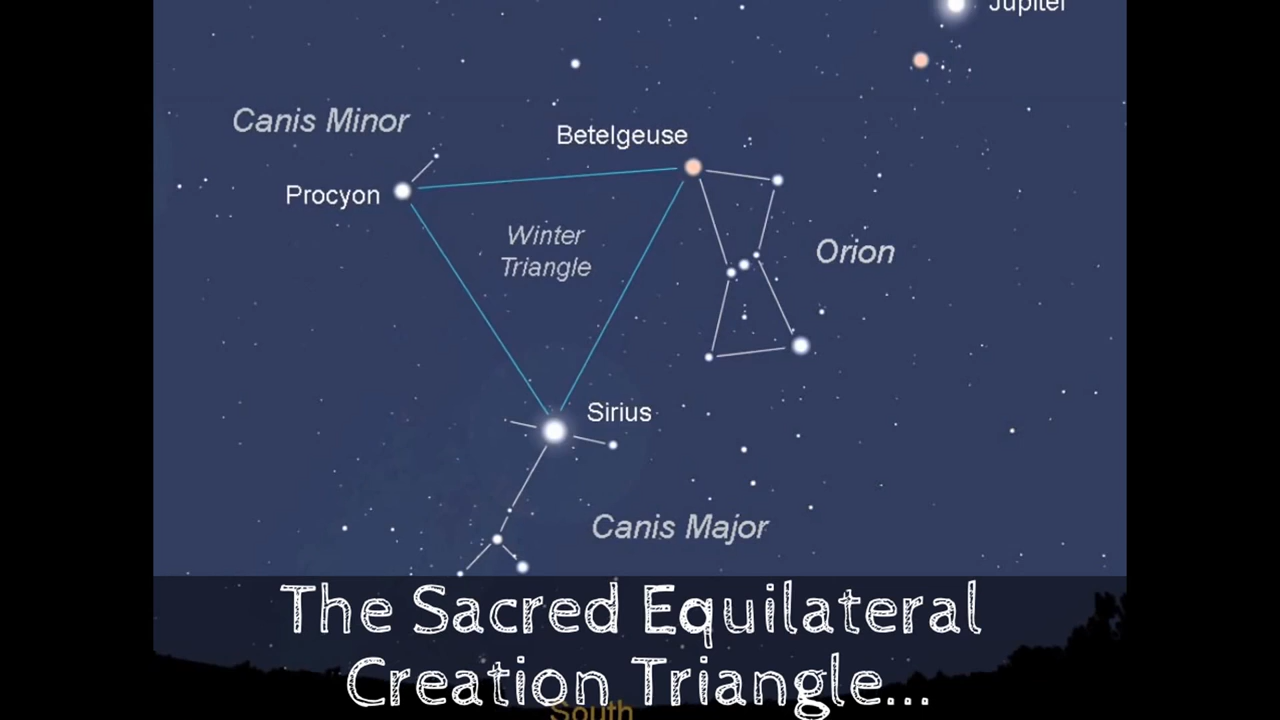 Jupiter
Canis Minor
Betelgeuse
Procyon
Winter
Triangle
Orion
Sirius
Canis Major
The Sacred Equilateral
Creation Triangle...
South